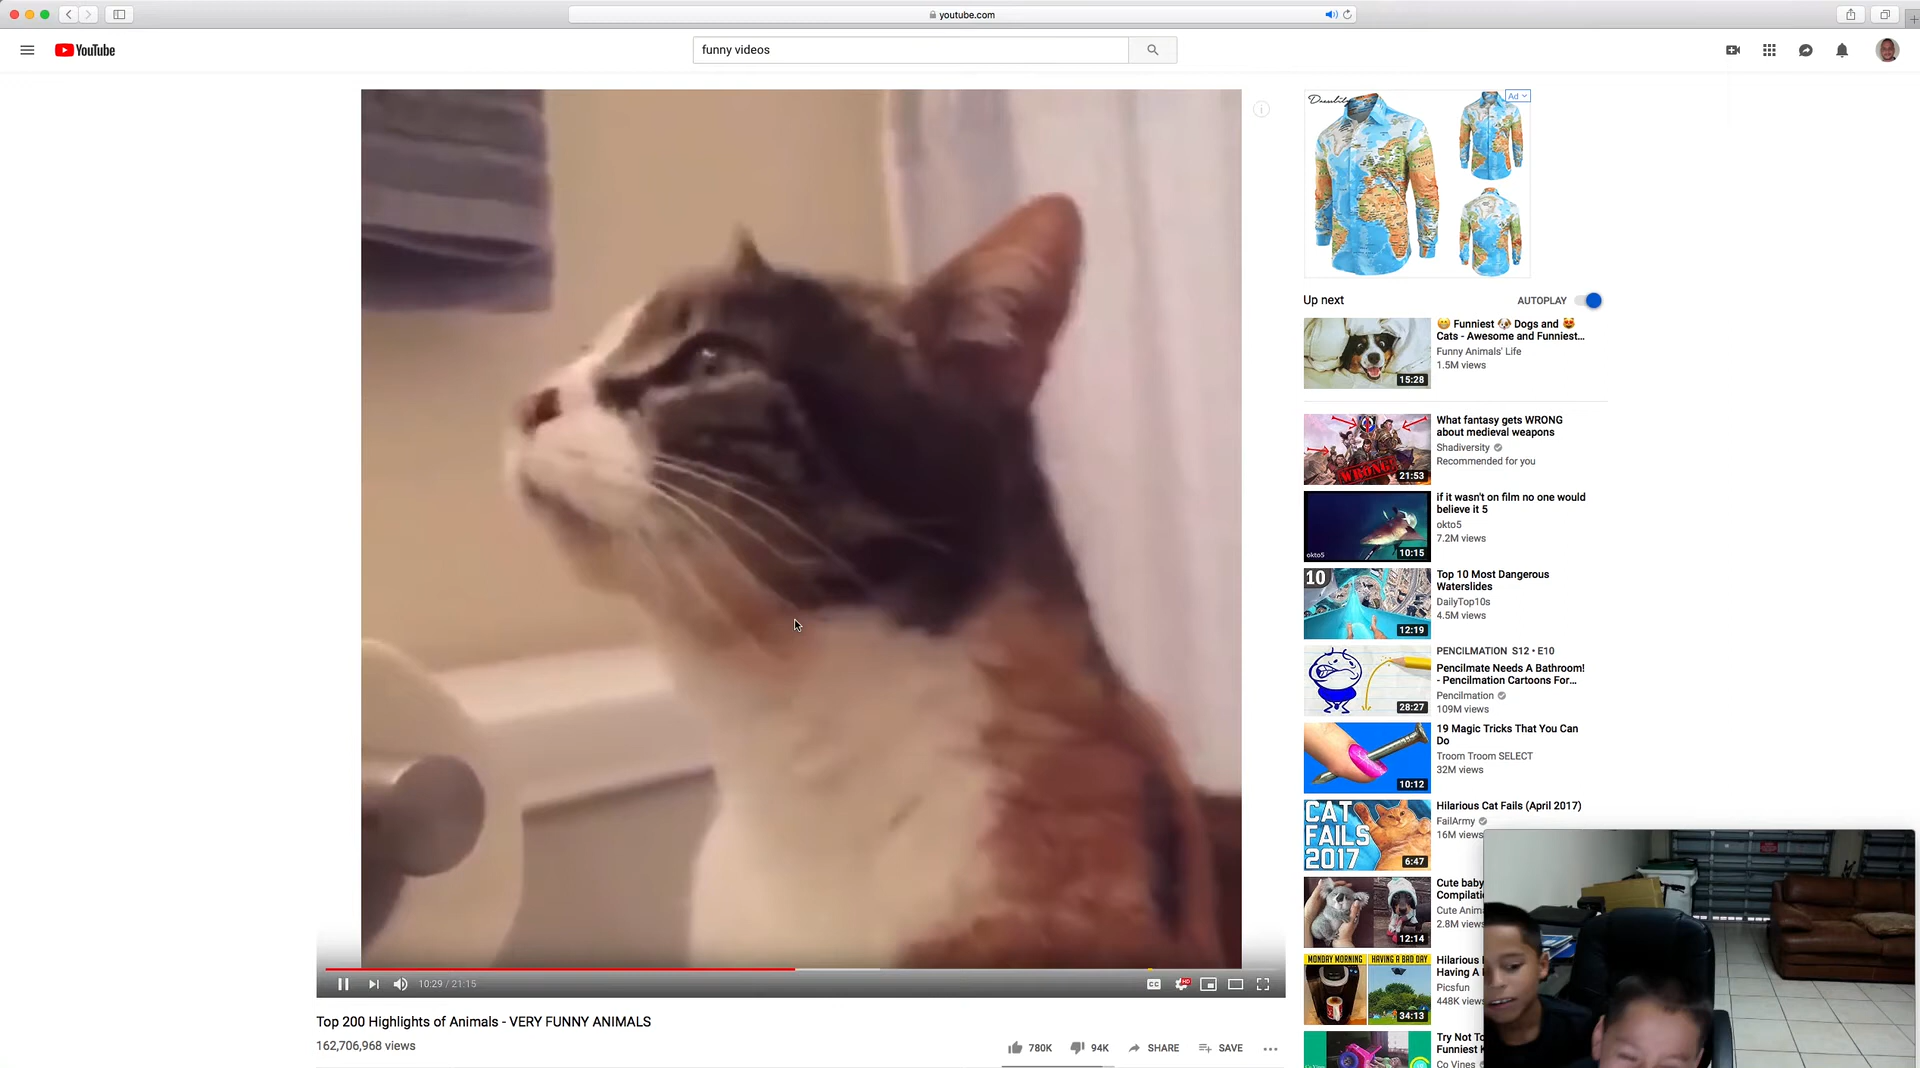 youtube.com
YouTube
funny videos
Ad
Up next
AUTOPLAY
Funniest Dogs and
Cats - Awesome and Funniest...
Funny Animals' Life
1.5M views
15:28
What fantasy gets WRONG
about medieval weapons
Shadiversity
Recommended for you
WRONG!
21:53
if it wasn't on film no one would
believe it 5
okto5
7.2M views
okto5
10:15
10
Top 10 Most Dangerous
Waterslides
DailyTop10s
4.5M views
12:19
PENCILMATION S12 • E10
Pencilmate Needs A Bathroom!
- Pencilmation Cartoons For...
Pencilmation
109M views
28:27
19 Magic Tricks That You Can
Do
Troom Troom SELECT
32M views
10:12
Hilarious Cat Fails (April 2017)
FailArmy
16M views
CAT
FAILS
2017
6:47
Cute baby
Compilati
Cute Anim
2.8M views
12:14
MONDAY MORNING
HAVING A BAD DAY
Hilarious
Having A
Picsfun
448K views
34:13
Try Not To
Funniest
Co Vines
10:29 / 21:15
CC
HD
Top 200 Highlights of Animals - VERY FUNNY ANIMALS
162,706,968 views
780K
94K
SHARE
SAVE